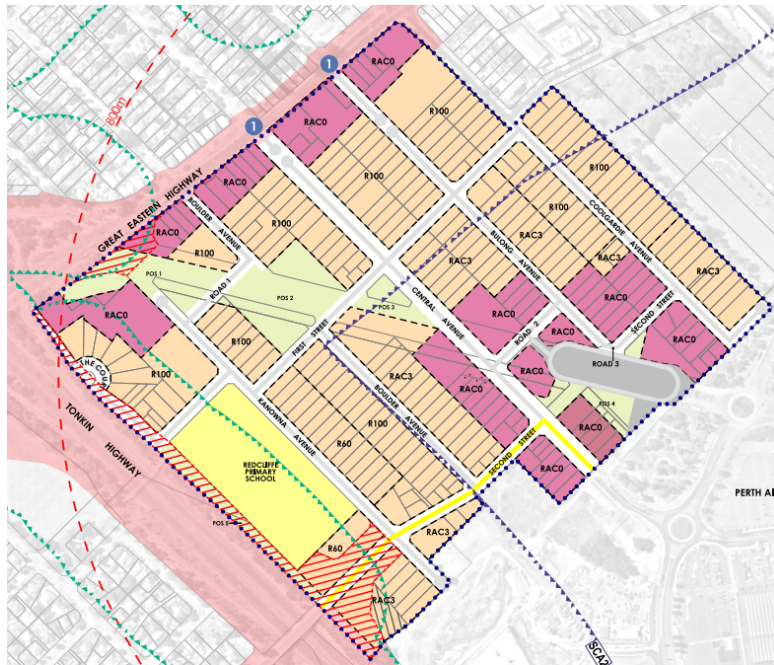 1
RAC0
800m
1
RAC0
R100
RAC0
R100
R100
GREAT EASTERN HIGHWAY
BOULDER AVENUE
COOLGARDIE AVENUE
RAC0
R100
R100
RAC3
BULONG AVENUE
RAC3
RAC3
R100
POS 1
ROAD 1
POS 2
POS 3
CENTRAL AVENUE
RAC0
RAC0
SECOND STREET
RAC3
RAC0
FIRST STREET
ROAD 2
RAC0
RAC0
R100
THE COURT
R100
RAC3
RAC0
RAC0
ROAD 3
KANOWNA AVENUE
BOULDER AVENUE
R100
POS 4
TONKIN HIGHWAY
R60
SECOND STREET
RAC0
REDCLIFFE
PRIMARY
SCHOOL
RAC0
PERTH AI
POS 5
RAC3
R60
RAC3
SCA2